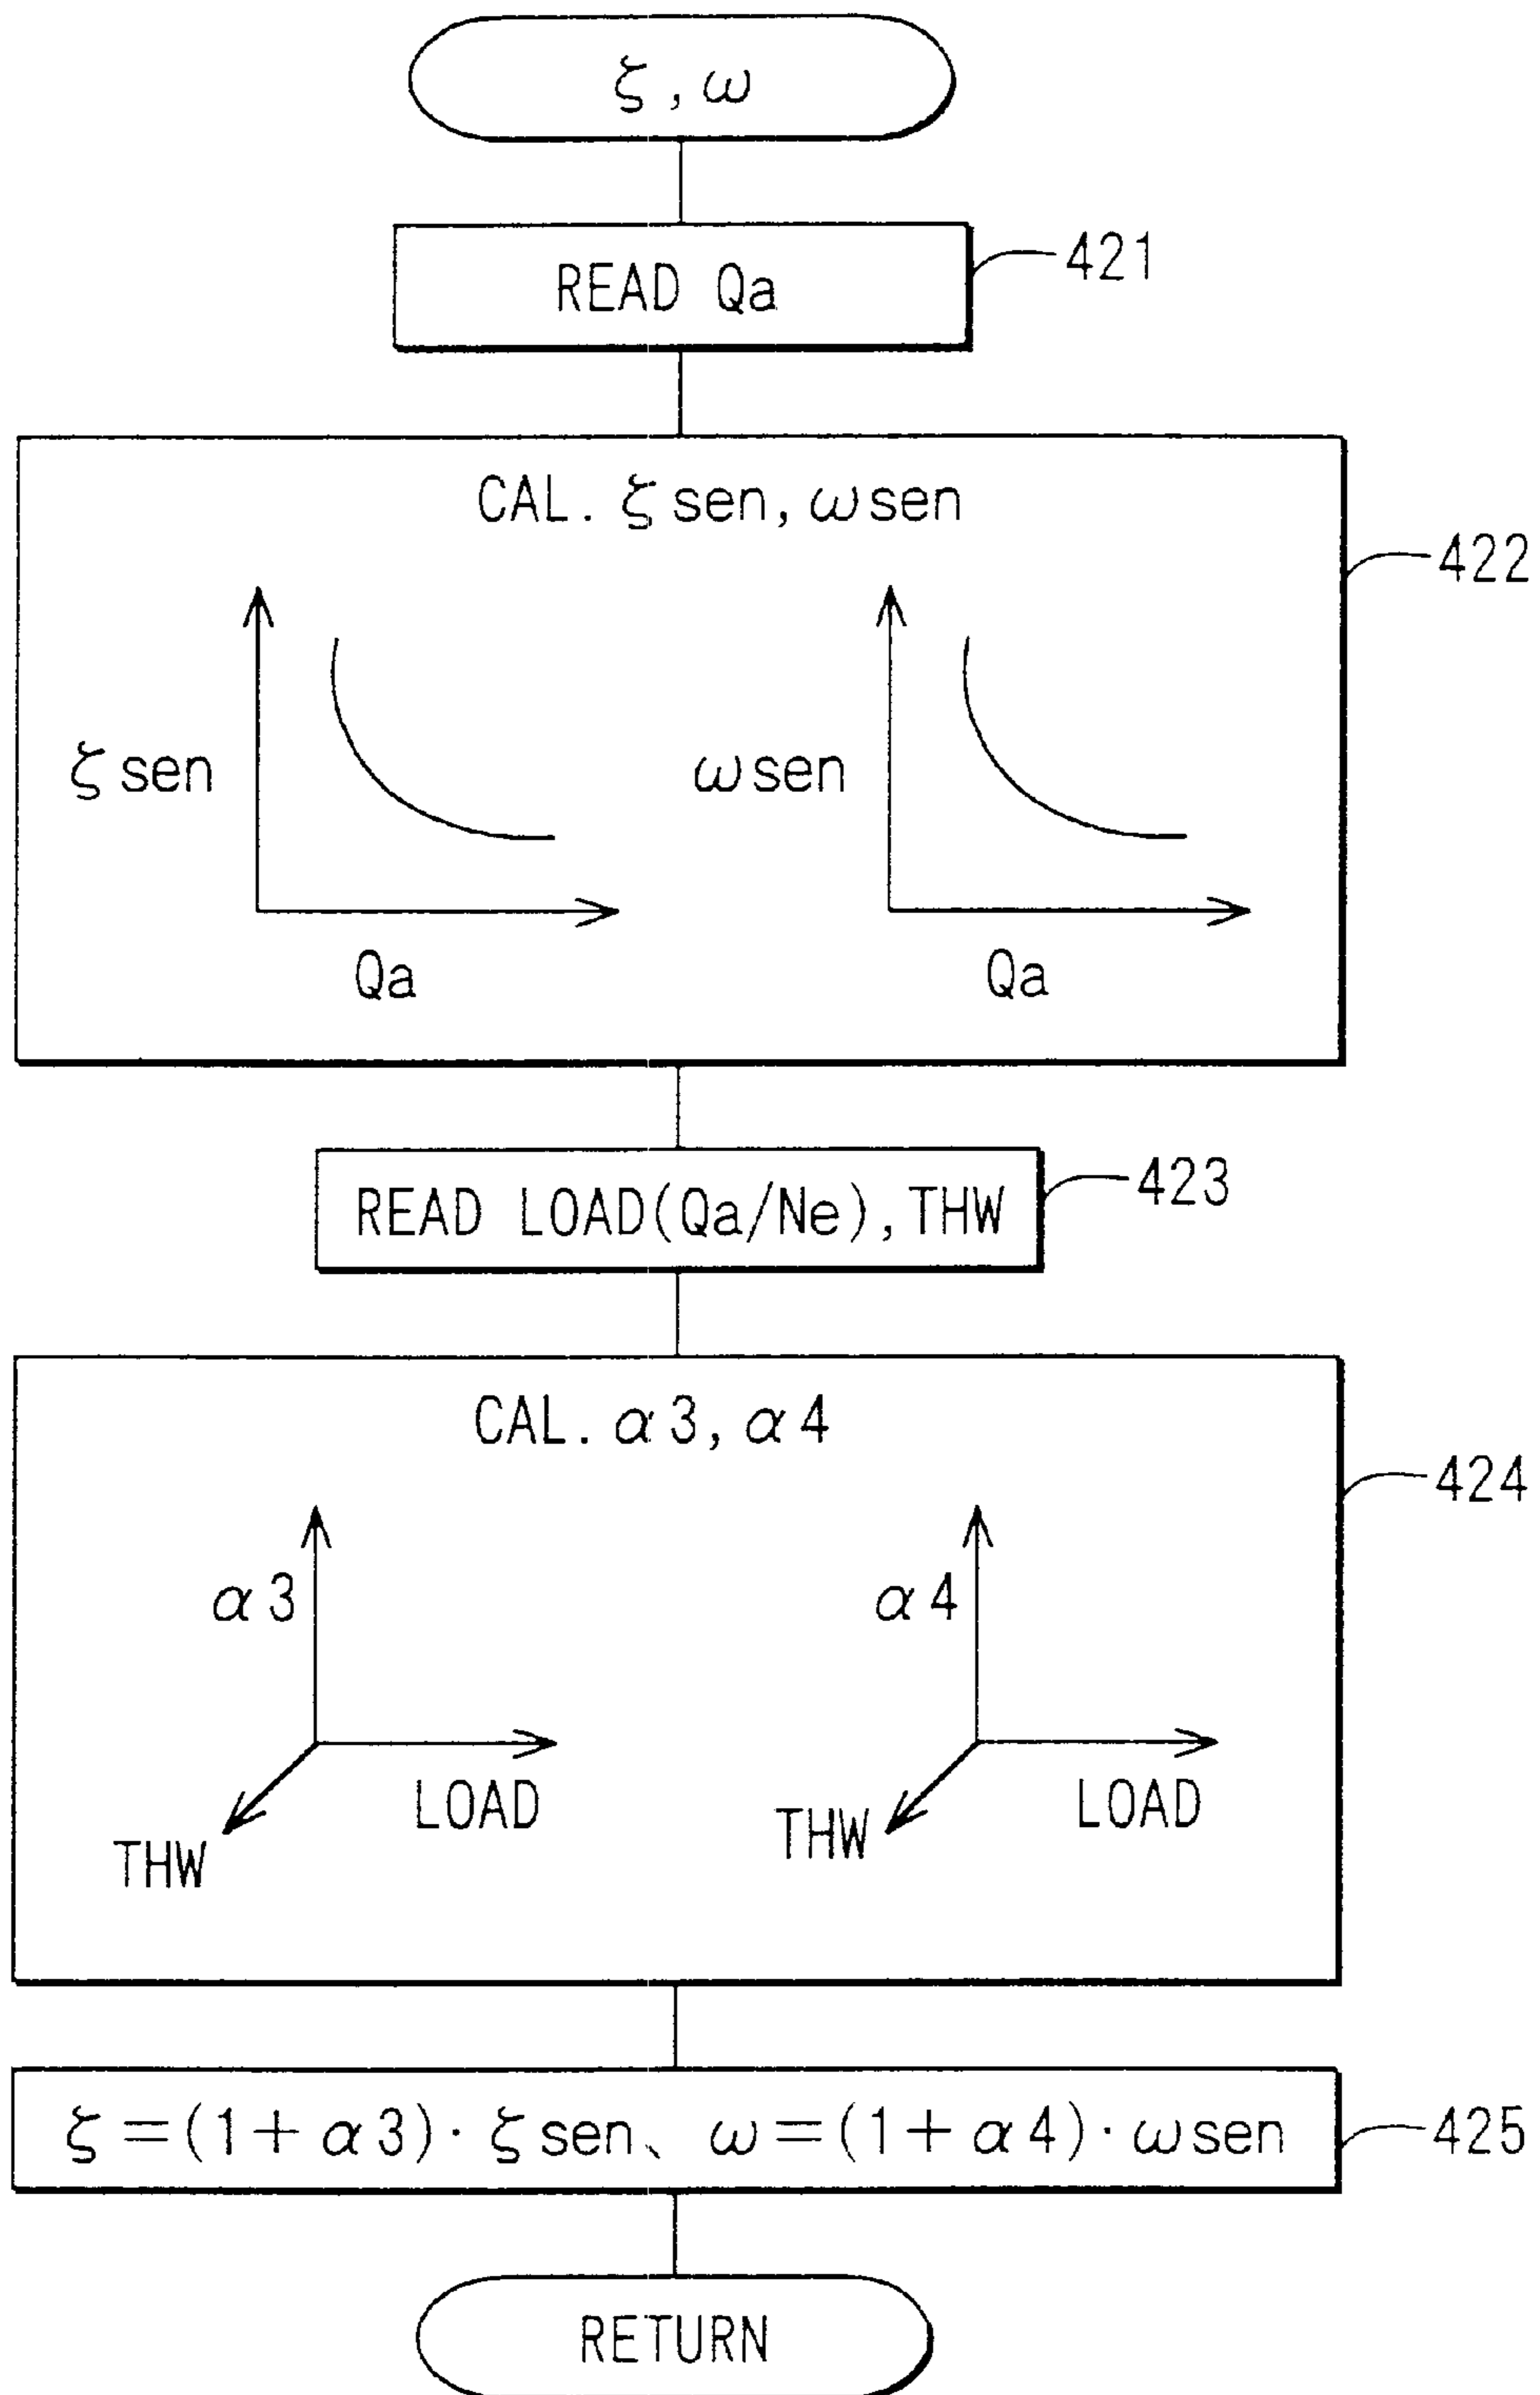 ζ, ω
READ Qa
421
CAL. ζsen, ωsen
422
ζsen
Qa
ωsen
Qa
READ LOAD(Qa/Ne), THW
423
CAL. α3, α4
424
α3
LOAD
THW
α4
LOAD
THW
ζ=(1+α3)·ζsen、ω=(1+α4)·ωsen
425
RETURN